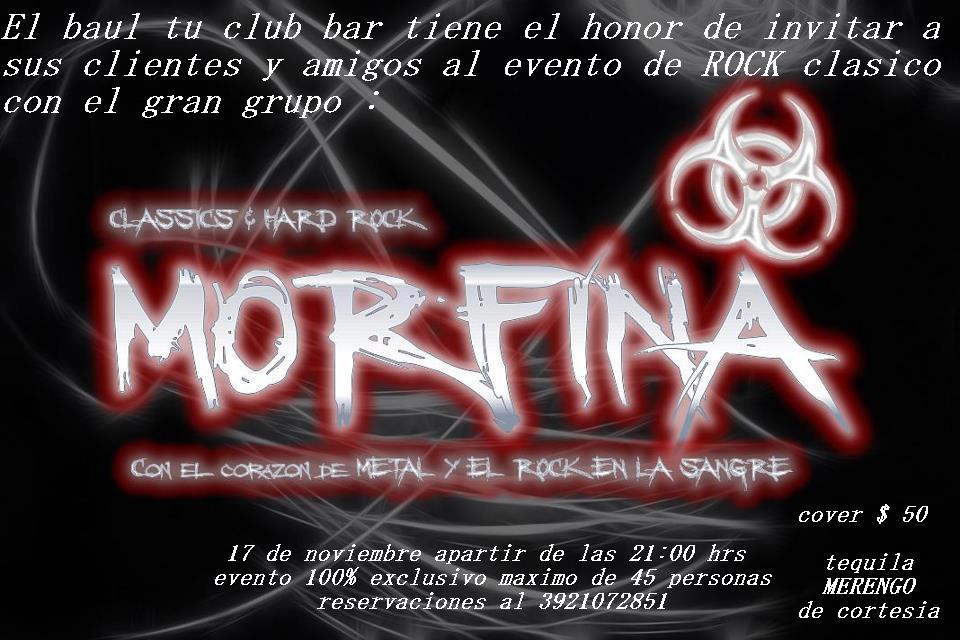 El baul tu club bar tiene el honor de invitar a
sus clientes y amigos al evento de ROCK clasico
con el gran grupo :
CLASSICS & HARD ROCK
MORFINA
CON EL CORAZON DE METAL Y EL ROCK EN LA SANGRE
cover $ 50
17 de noviembre apartir de las 21:00 hrs
evento 100% exclusivo maximo de 45 personas
reservaciones al 3921072851
tequila
MERENGO
de cortesia